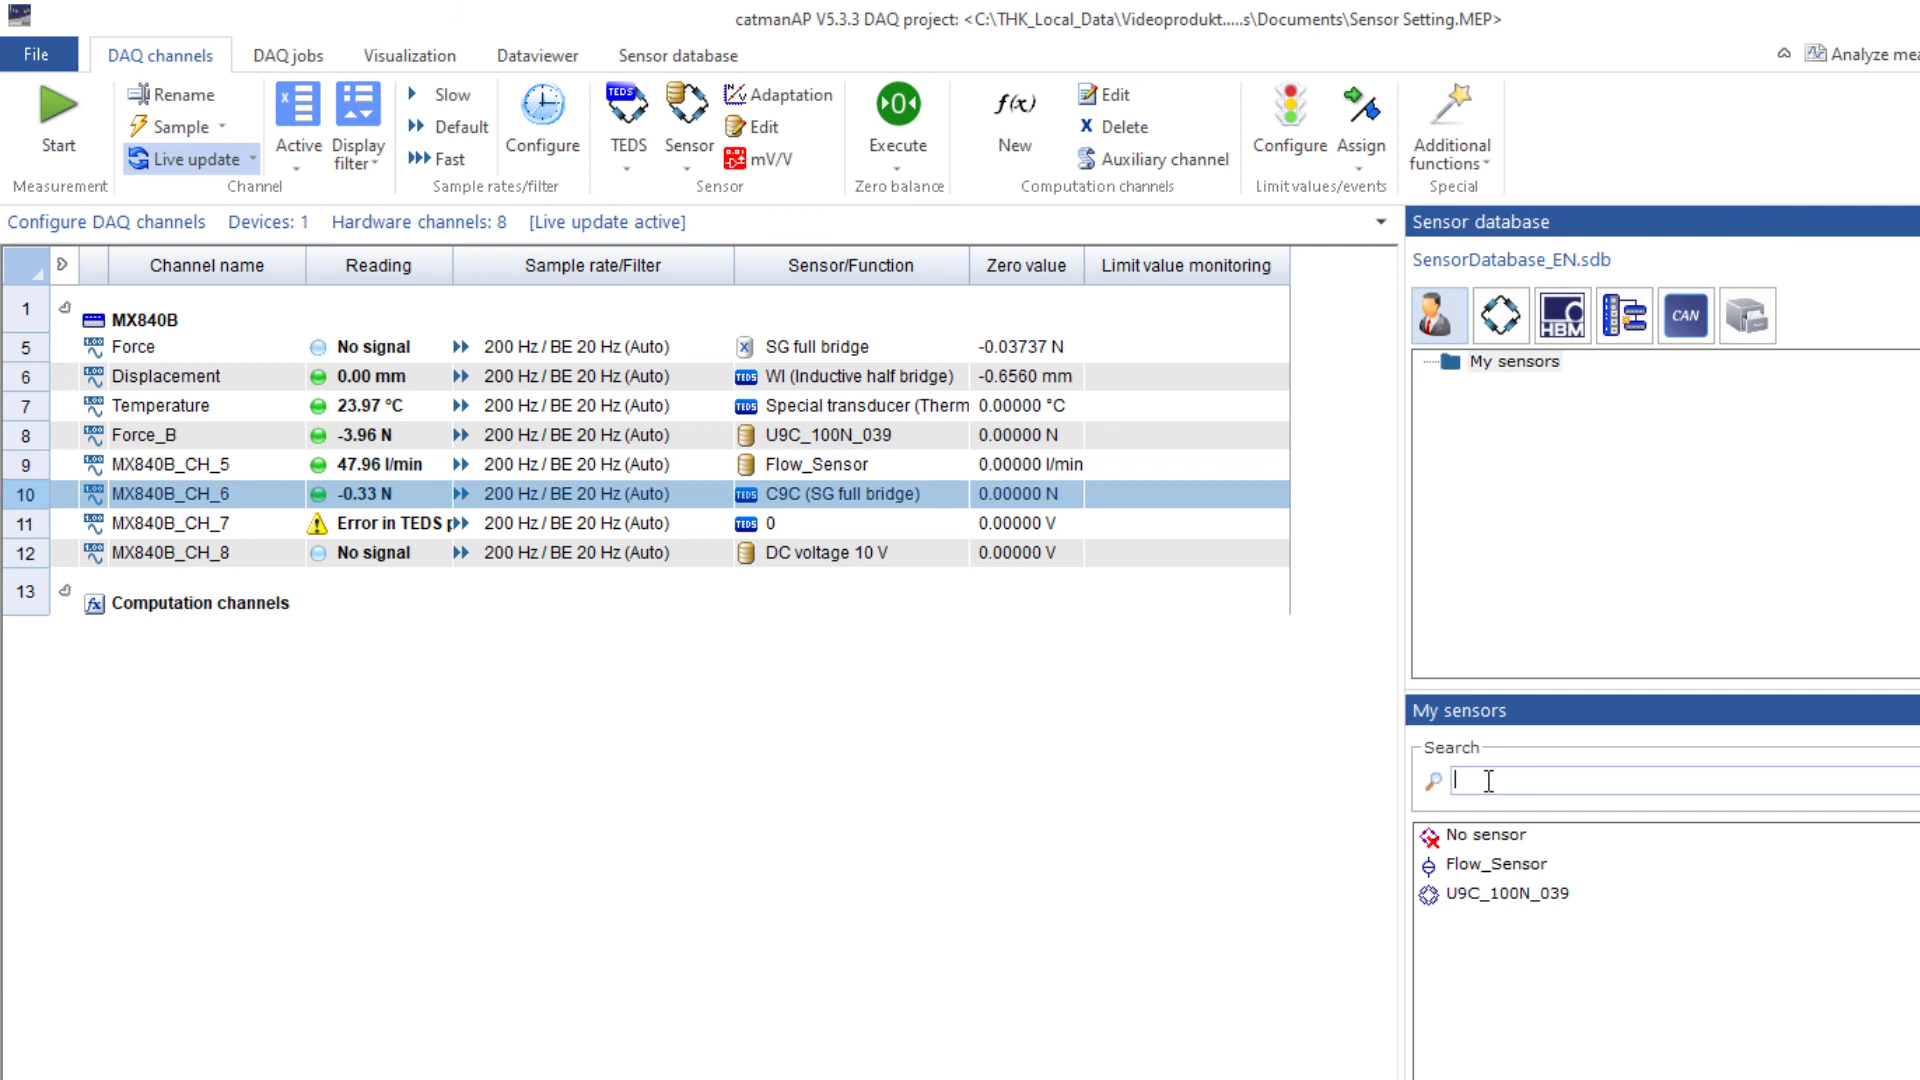 catmanAP V5.3.3 DAQ project: <C:\THK_Local_Data\Videoprodukt.....s\Documents\Sensor Setting.MEP>
File DAQ channels DAQ jobs Visualization Dataviewer Sensor database Analyze mea
Start
Measurement
Rename
Sample
Live update
Active
Display filter
Channel
Slow
Default
Fast
Configure
Sample rates/filter
TEDS
TEDS
Sensor
Adaptation
Edit
mV/V
Sensor
0
Execute
Zero balance
f(x)
New
Edit
X Delete
Auxiliary channel
Computation channels
Configure
Assign
Limit values/events
Additional
functions
Special
Configure DAQ channels Devices: 1 Hardware channels: 8 [Live update active]
Channel name Reading Sample rate/Filter Sensor/Function Zero value Limit value monitoring
1 MX840B
5 Force No signal 200 Hz / BE 20 Hz (Auto) SG full bridge -0.03737 N
6 Displacement 0.00 mm 200 Hz / BE 20 Hz (Auto) TEDS WI (Inductive half bridge) -0.6560 mm
7 Temperature 23.97 °C 200 Hz / BE 20 Hz (Auto) TEDS Special transducer (Therm 0.00000 °C
8 Force_B -3.96 N 200 Hz / BE 20 Hz (Auto) U9C_100N_039 0.00000 N
9 MX840B_CH_5 47.96 l/min 200 Hz / BE 20 Hz (Auto) Flow_Sensor 0.00000 l/min
10 MX840B_CH_6 -0.33 N 200 Hz / BE 20 Hz (Auto) TEDS C9C (SG full bridge) 0.00000 N
11 MX840B_CH_7 Error in TEDS p 200 Hz / BE 20 Hz (Auto) TEDS 0 0.00000 V
12 MX840B_CH_8 No signal 200 Hz / BE 20 Hz (Auto) DC voltage 10 V 0.00000 V
13 fx Computation channels
Sensor database
SensorDatabase_EN.sdb
HBM CAN
My sensors
My sensors
Search
No sensor
Flow_Sensor
U9C_100N_039